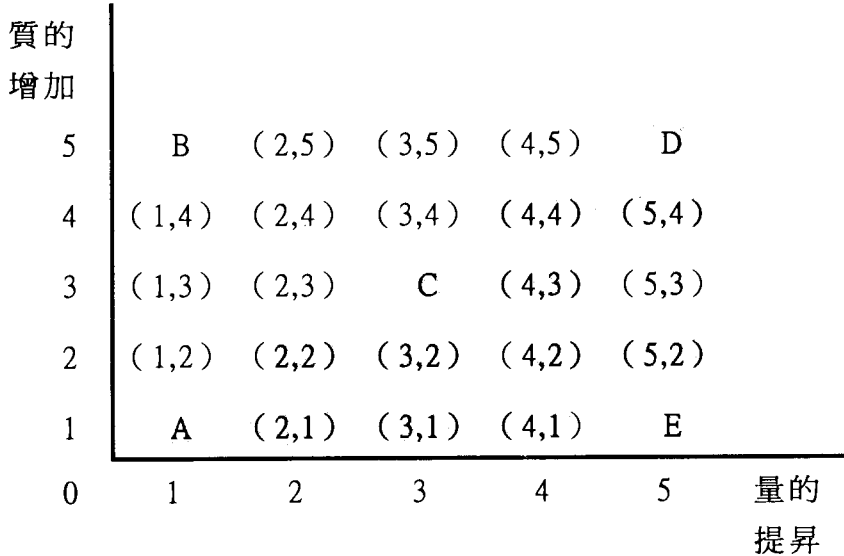 質的
增加
5 B (2,5) (3,5) (4,5) D
4 (1,4) (2,4) (3,4) (4,4) (5,4)
3 (1,3) (2,3) C (4,3) (5,3)
2 (1,2) (2,2) (3,2) (4,2) (5,2)
1 A (2,1) (3,1) (4,1) E
0 1 2 3 4 5 量的
提昇